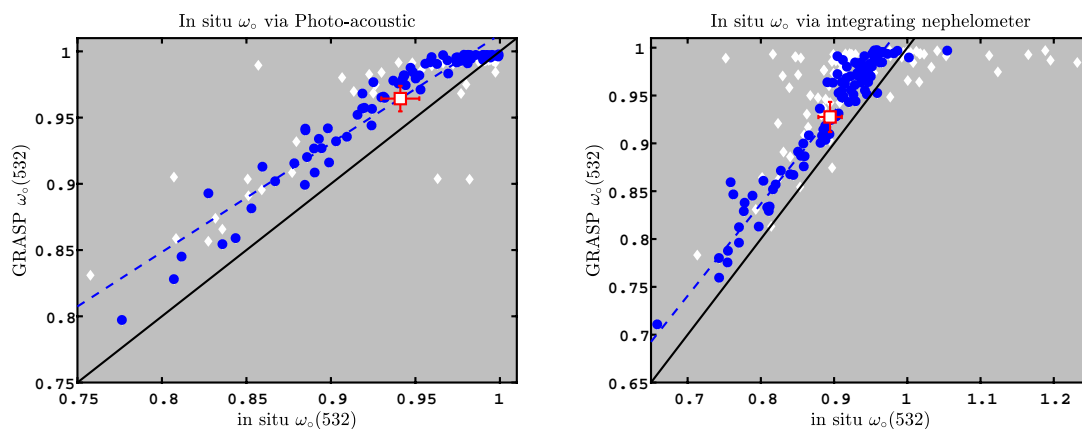 In situ ω∘ via Photo-acoustic
1
0.95
0.9
0.85
0.8
0.75
GRASP ω∘(532)
0.75 0.8 0.85 0.9 0.95 1
in situ ω∘(532)
In situ ω∘ via integrating nephelometer
1
0.95
0.9
0.85
0.8
0.75
0.7
0.65
GRASP ω∘(532)
0.7 0.8 0.9 1 1.1 1.2
in situ ω∘(532)